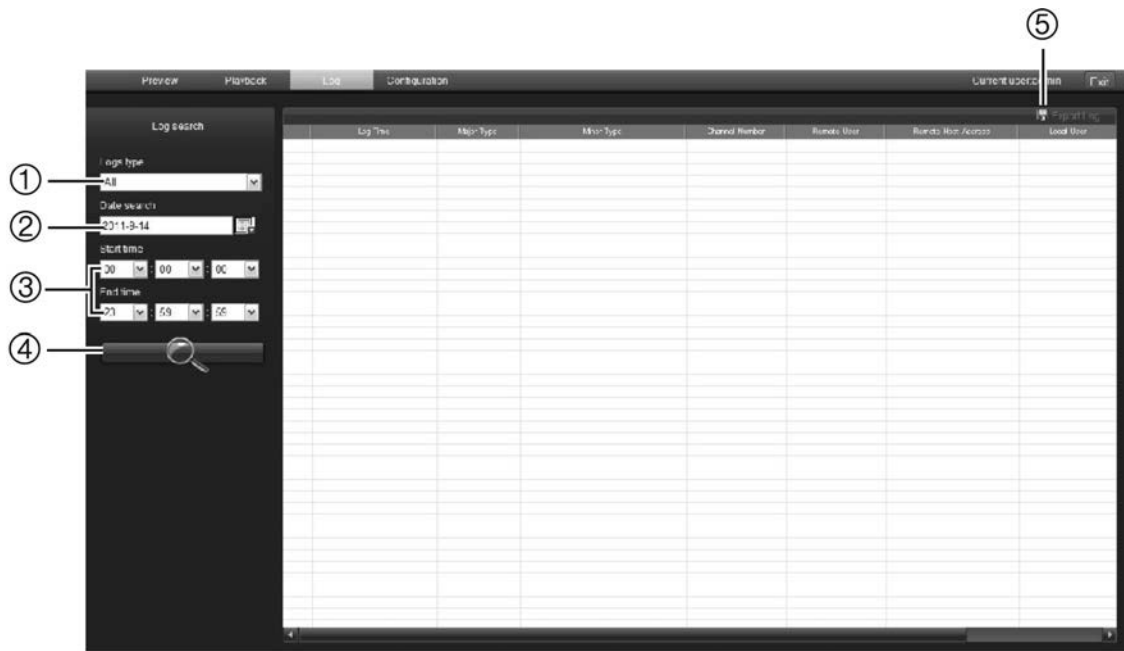 ⑤
Preview Playback Log Configuration Current user:admin Exit
Log search
Export Log
Log Time Major Type Minor Type Channel Number Remote User Remote Host Address Local User
Logs type
① All
Date search
② 2011-9-14
Start time
00 : 00 : 00
③
End time
23 : 59 : 59
④